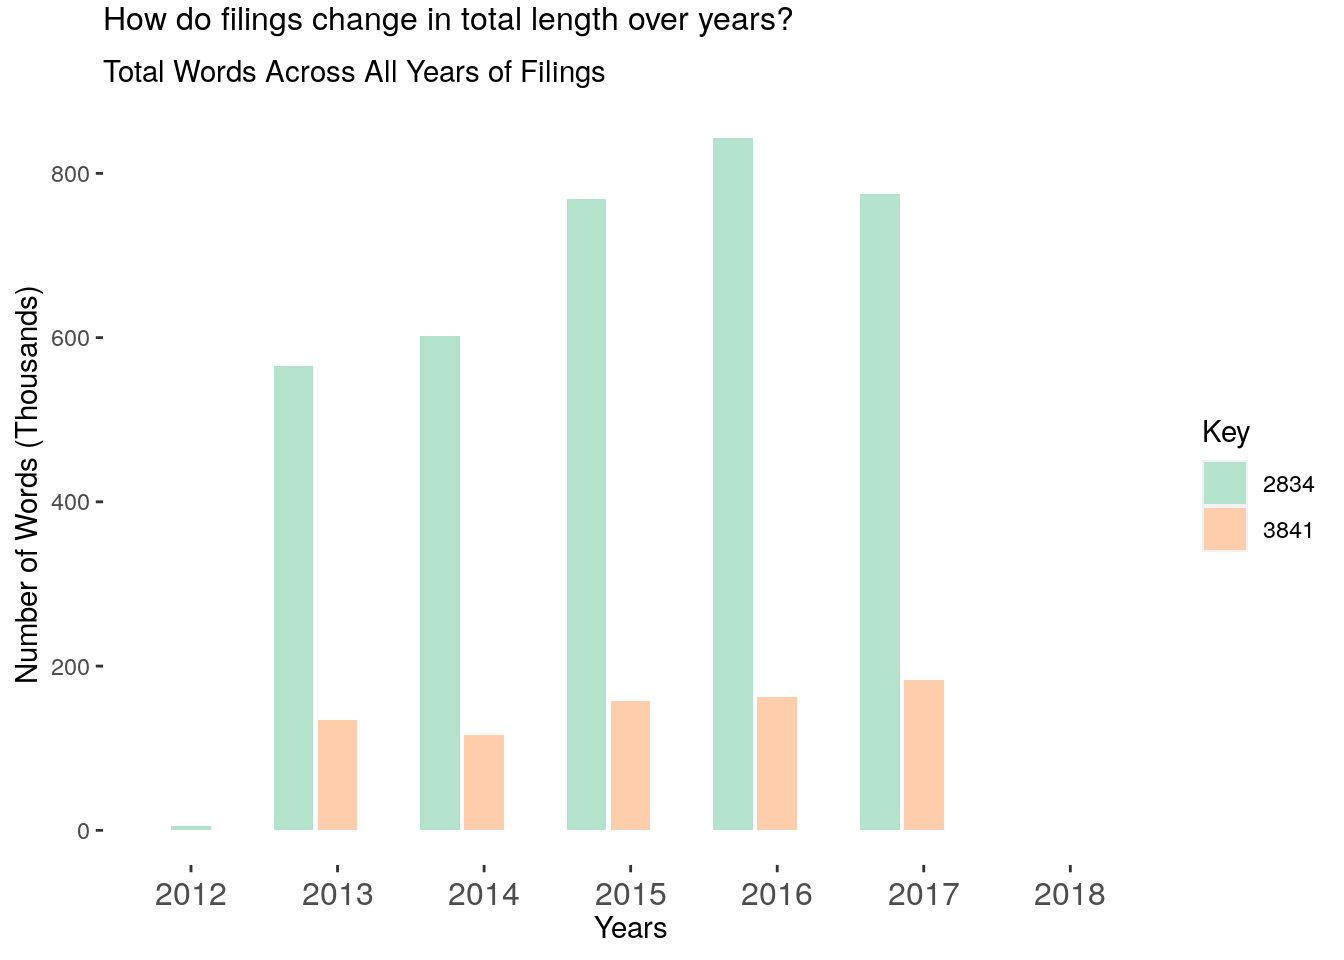 How do filings change in total length over years?
Total Words Across All Years of Filings
Number of Words (Thousands)
800
600
400
200
0
2012 2013 2014 2015 2016 2017 2018
Years
Key
2834
3841